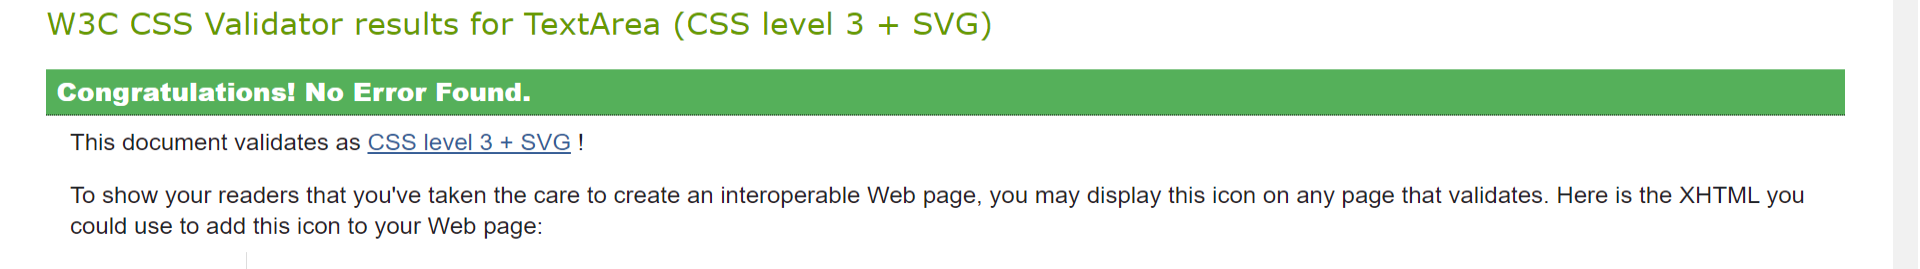 W3C CSS Validator results for TextArea (CSS level 3 + SVG)
Congratulations! No Error Found.
This document validates as CSS level 3 + SVG !
To show your readers that you've taken the care to create an interoperable Web page, you may display this icon on any page that validates. Here is the XHTML you
could use to add this icon to your Web page: